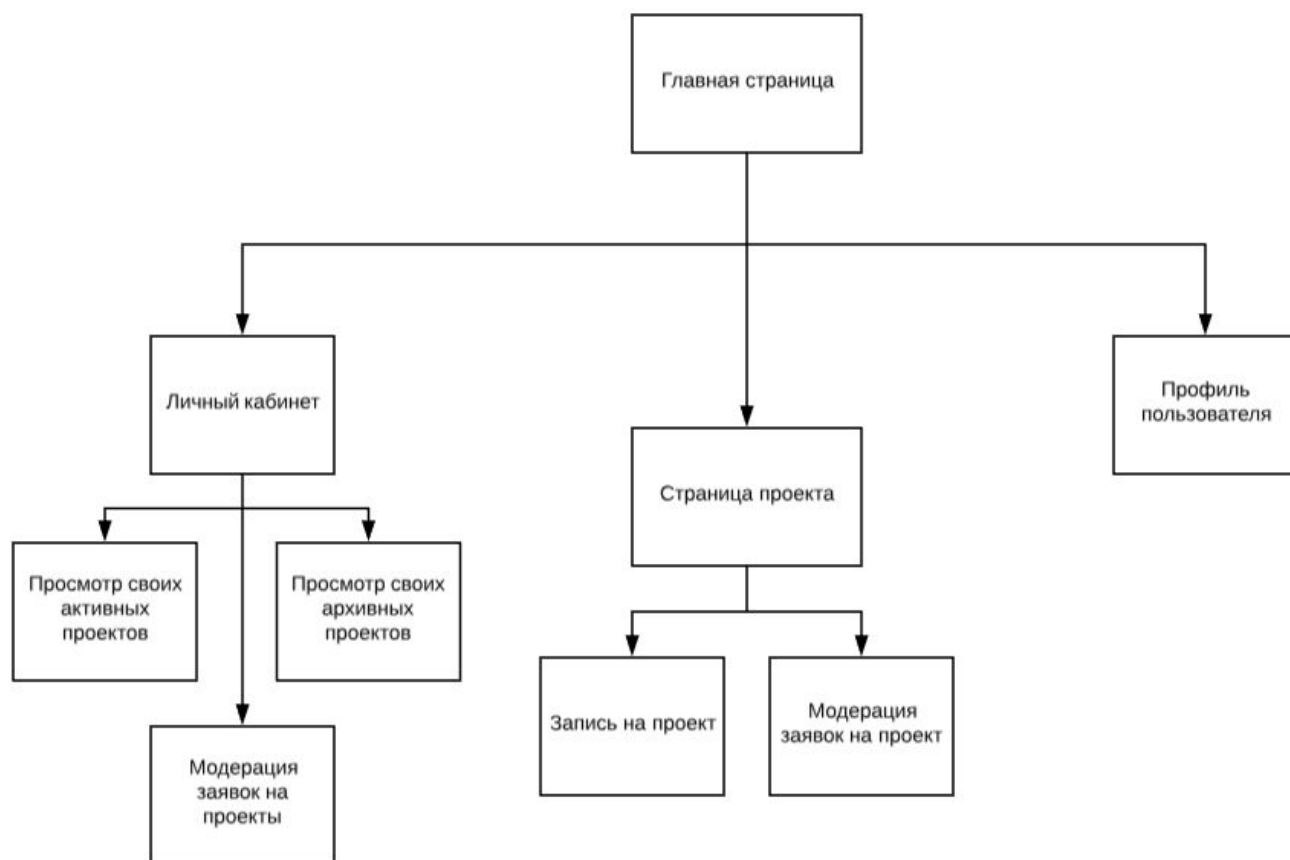 Главная страница
Личный кабинет
Профиль
пользователя
Страница проекта
Просмотр своих
активных
проектов
Просмотр своих
архивных
проектов
Запись на проект
Модерация
заявок на проект
Модерация
заявок на
проекты